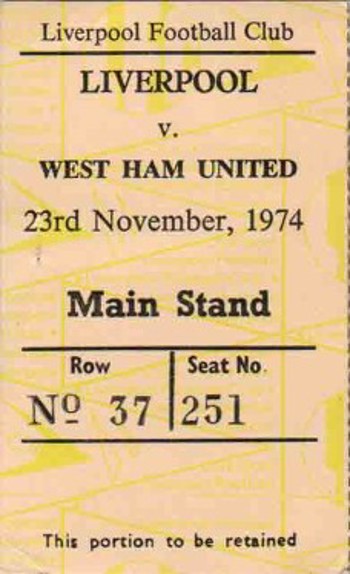 Liverpool Football Club
LIVERPOOL
v.
WEST HAM UNITED
23rd November, 1974
Main Stand
Row Seat No.
Nº 37 251
This portion to be retained